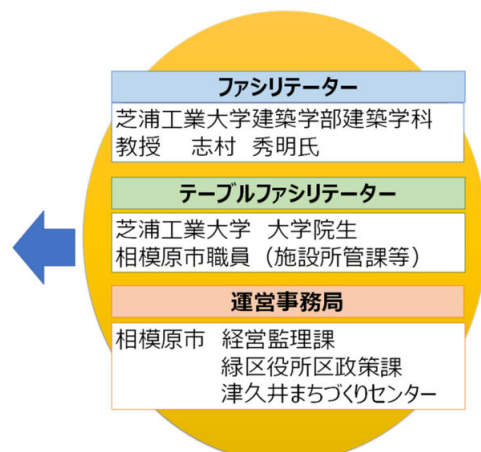 ファシリテーター
芝浦工業大学建築学部建築学科
教授　志村　秀明氏
テーブルファシリテーター
芝浦工業大学　大学院生
相模原市職員（施設所管課等）
運営事務局
相模原市　経営監理課
緑区役所区政策課
津久井まちづくりセンター